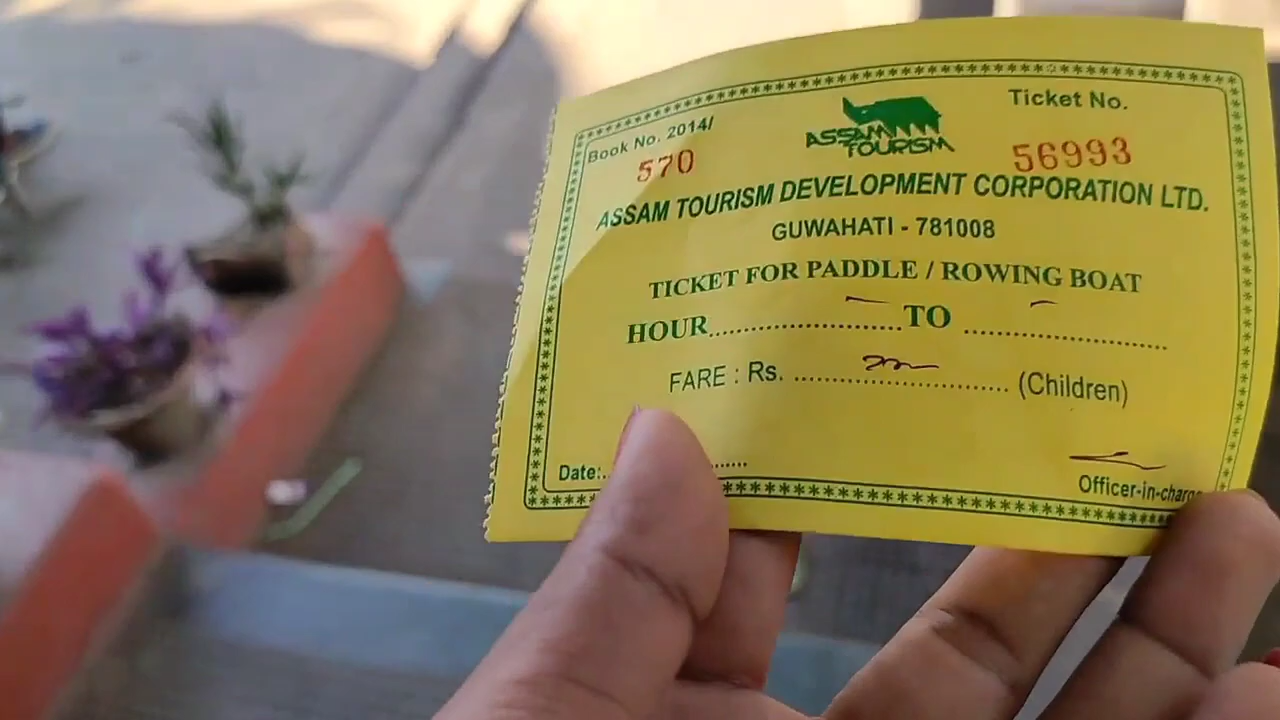 Book No. 2014/
570
ASSAM
TOURISM
Ticket No.
56993
ASSAM TOURISM DEVELOPMENT CORPORATION LTD.
GUWAHATI - 781008
TICKET FOR PADDLE / ROWING BOAT
HOUR.....................TO .....................
FARE : Rs. ..................... (Children)
Date:
Officer-in-charge